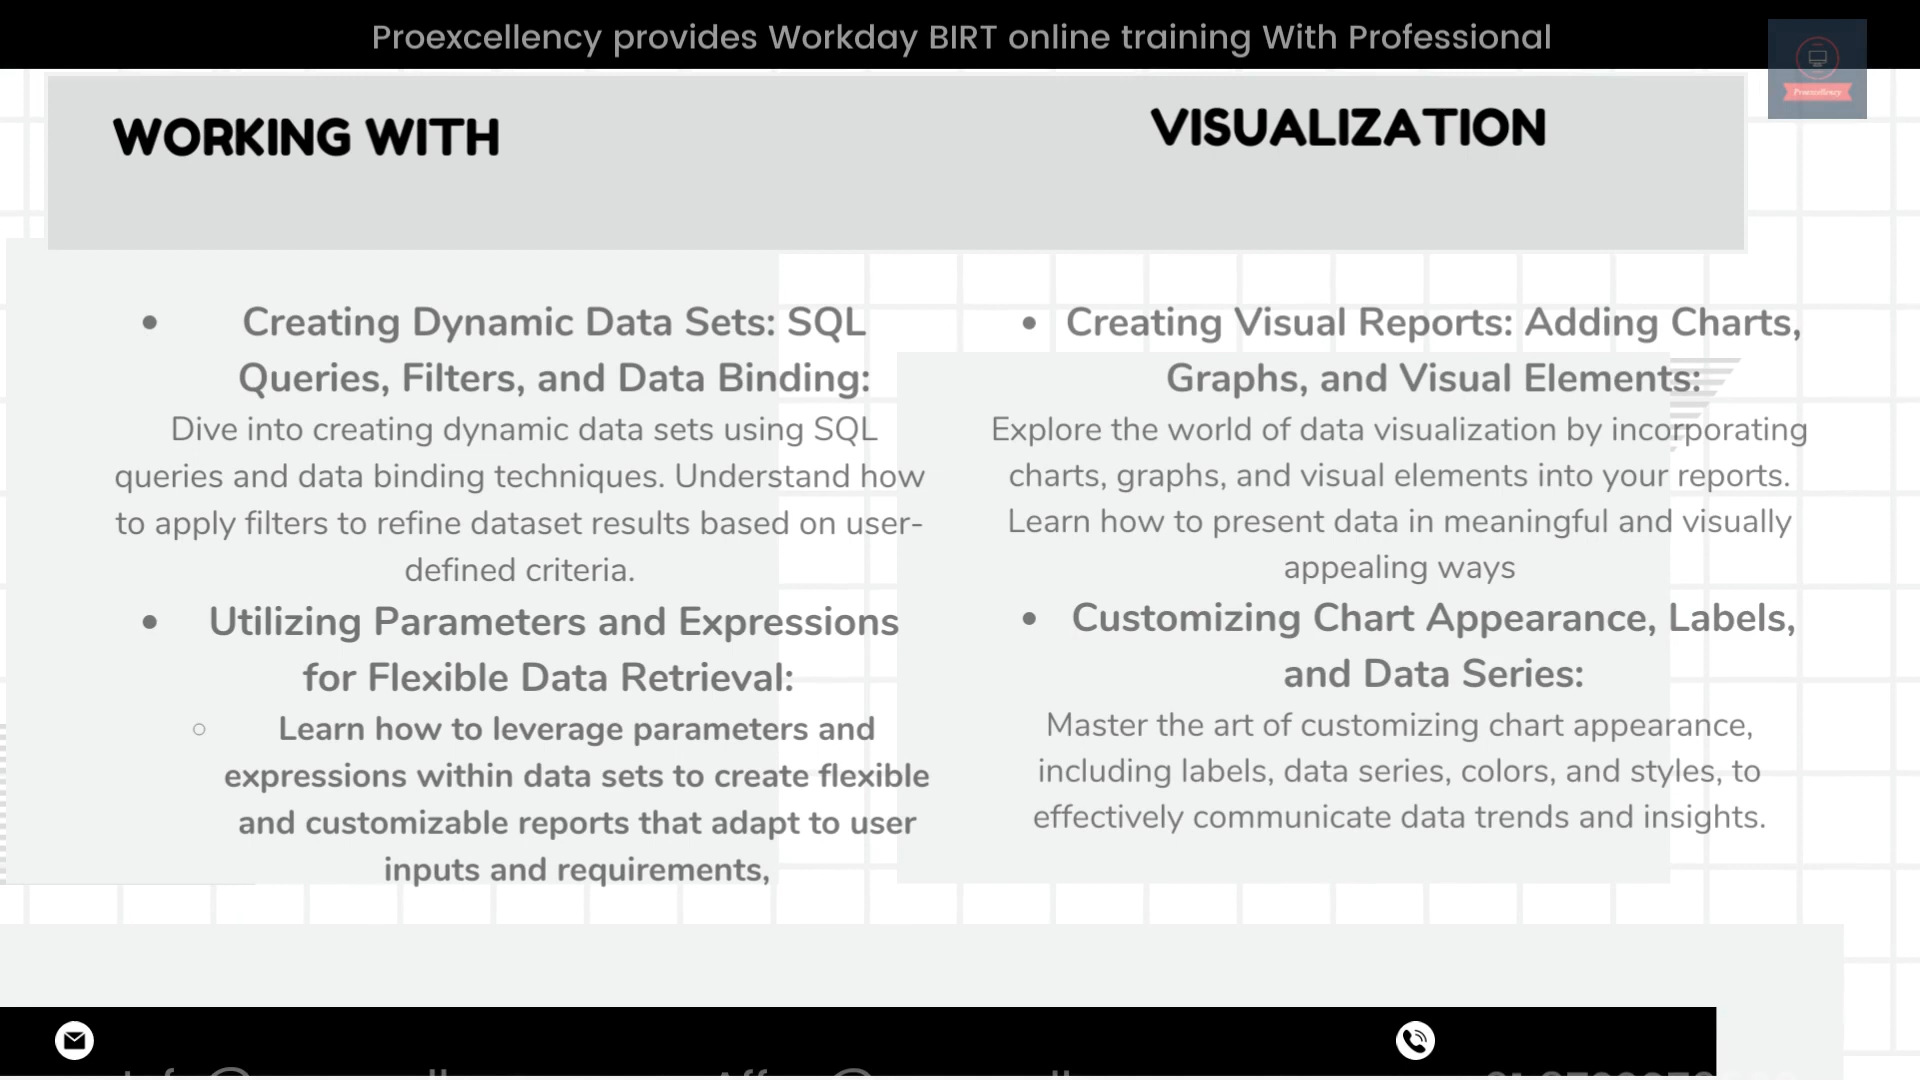 Proexcellency provides Workday BIRT online training With Professional
Proexcellency
WORKING WITH
VISUALIZATION
• Creating Dynamic Data Sets: SQL
Queries, Filters, and Data Binding:
Dive into creating dynamic data sets using SQL
queries and data binding techniques. Understand how
to apply filters to refine dataset results based on user-
defined criteria.
• Utilizing Parameters and Expressions
for Flexible Data Retrieval:
○ Learn how to leverage parameters and
expressions within data sets to create flexible
and customizable reports that adapt to user
inputs and requirements,
• Creating Visual Reports: Adding Charts,
Graphs, and Visual Elements:
Explore the world of data visualization by incorporating
charts, graphs, and visual elements into your reports.
Learn how to present data in meaningful and visually
appealing ways
• Customizing Chart Appearance, Labels,
and Data Series:
Master the art of customizing chart appearance,
including labels, data series, colors, and styles, to
effectively communicate data trends and insights.